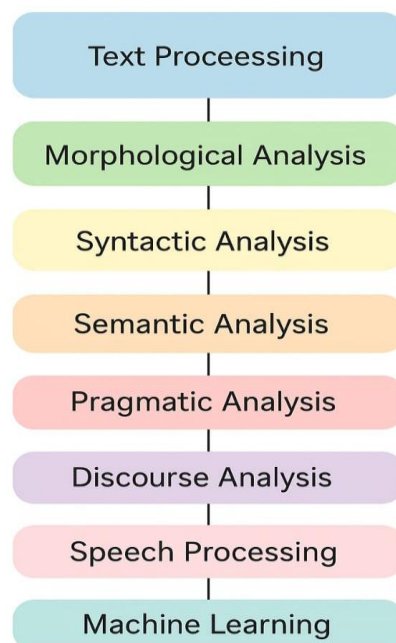 Text Proceessing
Morphological Analysis
Syntactic Analysis
Semantic Analysis
Pragmatic Analysis
Discourse Analysis
Speech Processing
Machine Learning